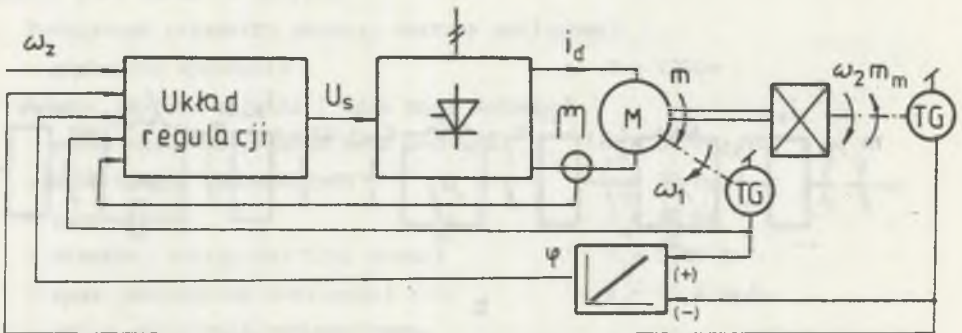 ω_z
Układ
regulacji
U_s
i_d
M
m
ω_1
TG
ω_2 m_m
TG
φ
(+)
(-)